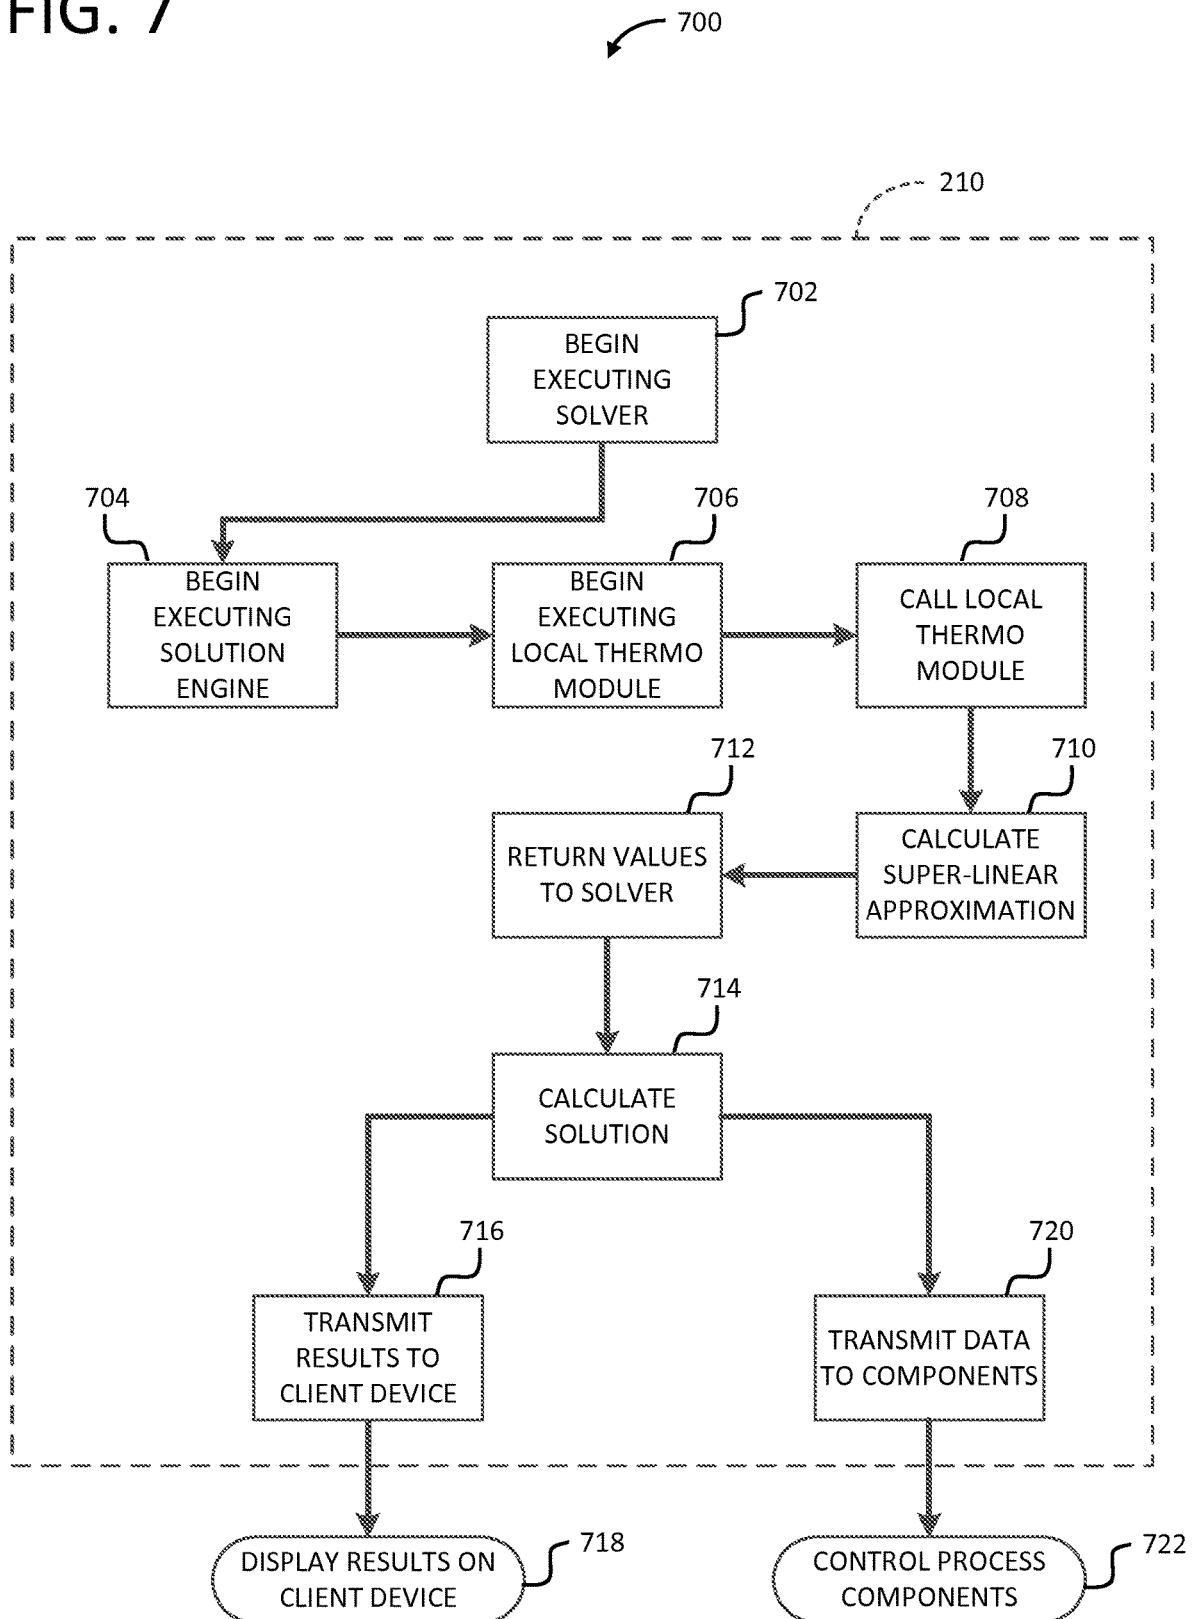 FIG. 7
700
210
702
BEGIN
EXECUTING
SOLVER
704
706
708
BEGIN
EXECUTING
SOLUTION
ENGINE
BEGIN
EXECUTING
LOCAL THERMO
MODULE
CALL LOCAL
THERMO
MODULE
712
710
RETURN VALUES
TO SOLVER
CALCULATE
SUPER-LINEAR
APPROXIMATION
714
CALCULATE
SOLUTION
716
720
TRANSMIT
RESULTS TO
CLIENT DEVICE
TRANSMIT DATA
TO COMPONENTS
DISPLAY RESULTS ON
CLIENT DEVICE
718
CONTROL PROCESS
COMPONENTS
722